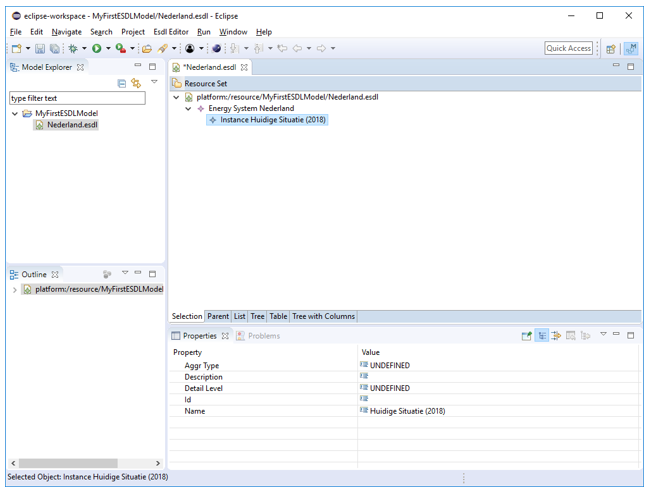 eclipse-workspace - MyFirstESDLModel/Nederland.esdl - Eclipse
File Edit Navigate Search Project Esdl Editor Run Window Help
Quick Access
Model Explorer
type filter text
MyFirstESDLModel
Nederland.esdl
*Nederland.esdl
Resource Set
platform:/resource/MyFirstESDLModel/Nederland.esdl
Energy System Nederland
Instance Huidige Situatie (2018)
Selection Parent List Tree Table Tree with Columns
Outline
platform:/resource/MyFirstESDLModel
Properties Problems
Property Value
Aggr Type UNDEFINED
Description
Detail Level UNDEFINED
Id
Name Huidige Situatie (2018)
Selected Object: Instance Huidige Situatie (2018)